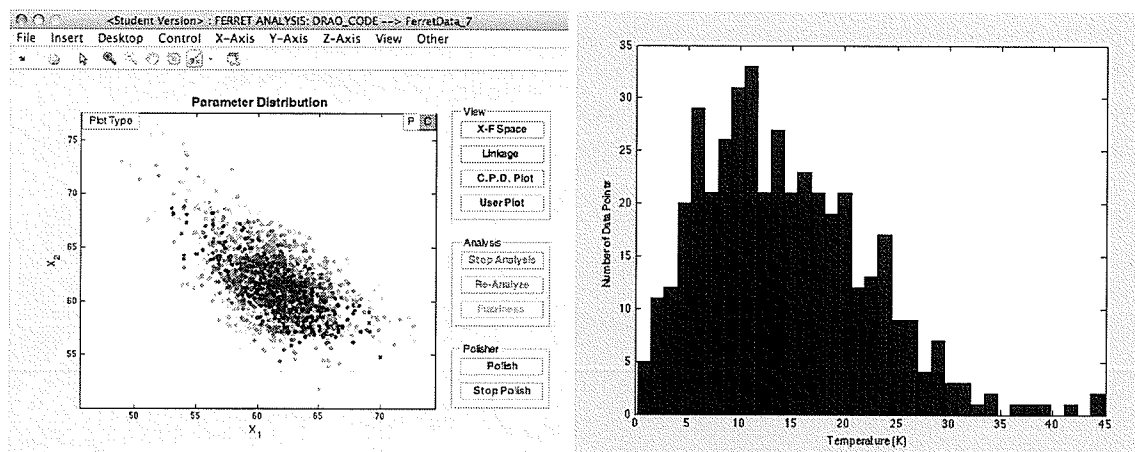 <Student Version> : FERRET ANALYSIS: DRAO_CODE --> FerretData_7
File Insert Desktop Control X-Axis Y-Axis Z-Axis View Other
Parameter Distribution
Plot Type
P C
75
70
65
60
55
X2
50 55 60 65 70
X1
View
X-F Space
Linkage
C.P.D. Plot
User Plot
Analysis
Stop Analysis
Re-Analyze
Fuzziness
Polisher
Polish
Stop Polish
35
30
25
20
15
10
5
0
Number of Data Points
0 5 10 15 20 25 30 35 40 45
Temperature (K)